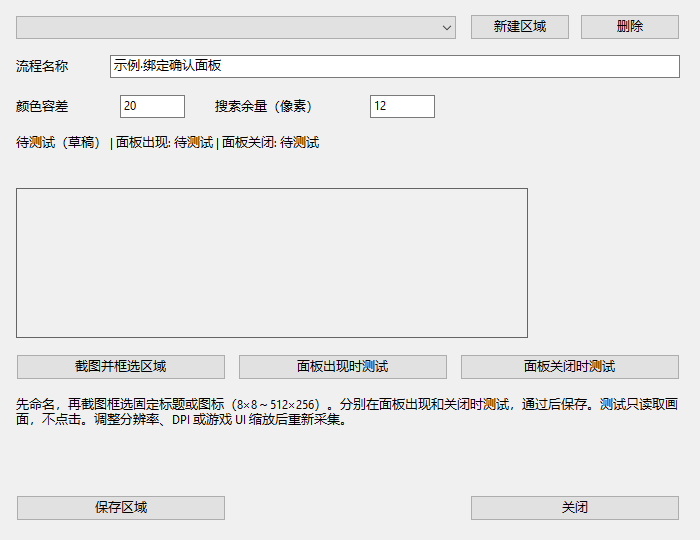 新建区域
删除
流程名称
示例·绑定确认面板
颜色容差
20
搜索余量（像素）
12
待测试（草稿） | 面板出现: 待测试 | 面板关闭: 待测试
截图并框选区域
面板出现时测试
面板关闭时测试
先命名，再截图框选固定标题或图标（8×8～512×256）。分别在面板出现和关闭时测试，通过后保存。测试只读取画
面，不点击。调整分辨率、DPI 或游戏 UI 缩放后重新采集。
保存区域
关闭